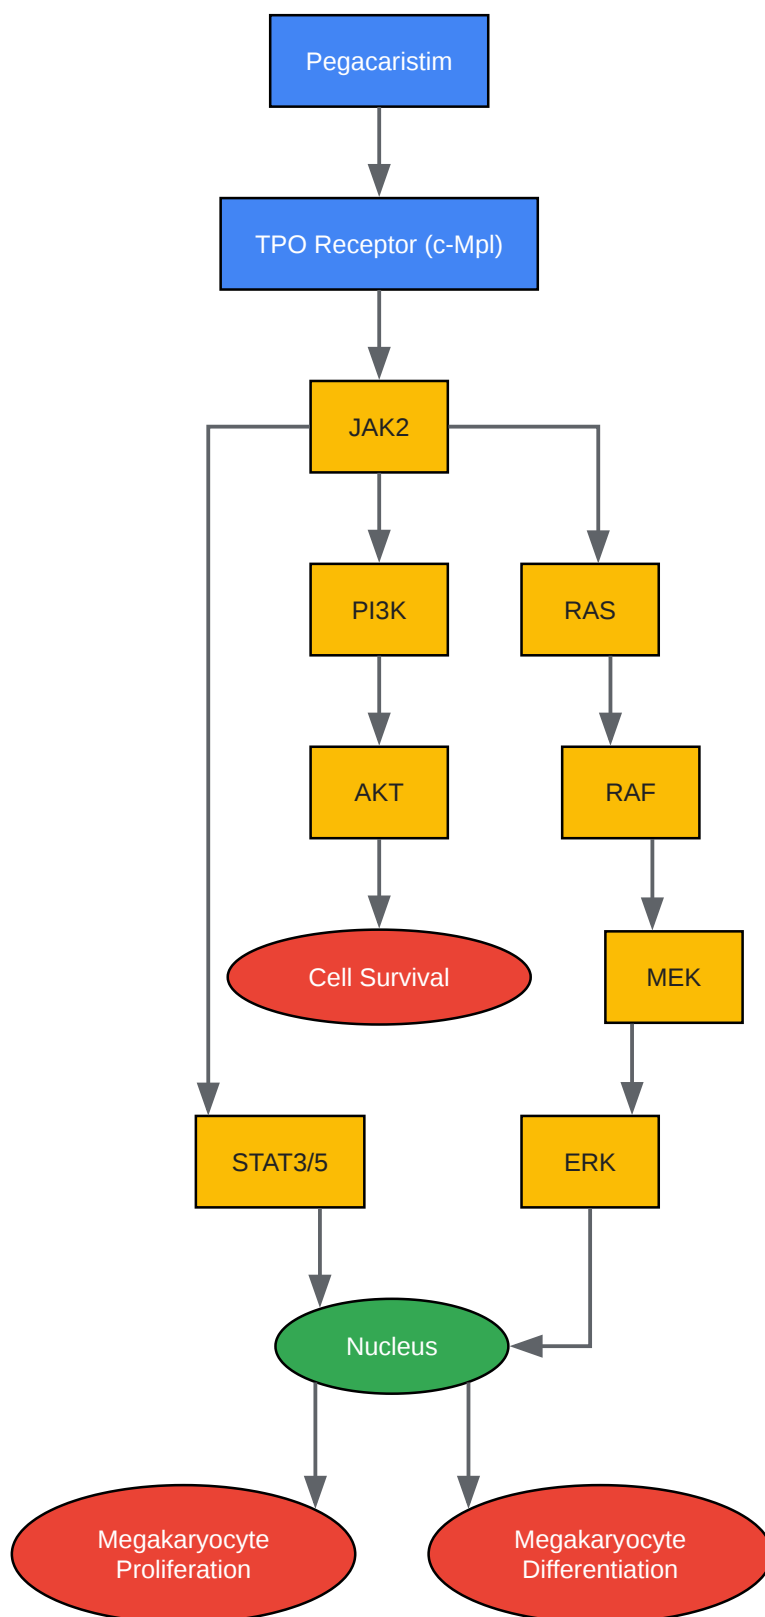 Pegacaristim
TPO Receptor (c-Mpl)
JAK2
PI3K
RAS
AKT
RAF
Cell Survival
MEK
STAT3/5
ERK
Nucleus
Megakaryocyte
Proliferation
Megakaryocyte
Differentiation